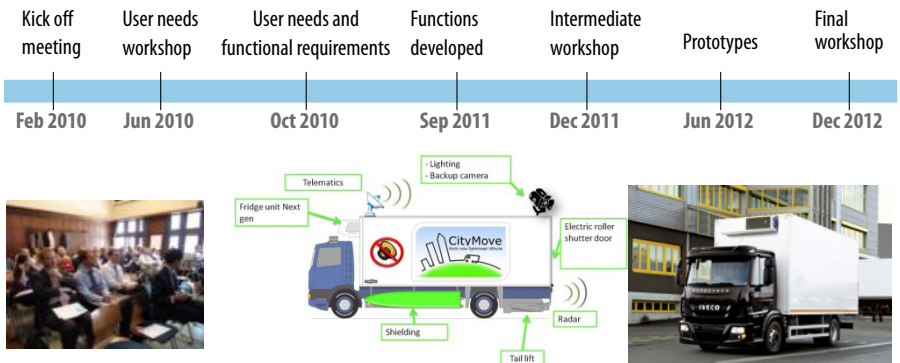 Kick off
meeting
User needs
workshop
User needs and
functional requirements
Functions
developed
Intermediate
workshop
Prototypes
Final
workshop
Feb 2010
Jun 2010
Oct 2010
Sep 2011
Dec 2011
Jun 2012
Dec 2012
Telematics
- Lighting
- Backup camera
Fridge unit Next
gen
Electric roller
shutter door
CityMove
Shielding
Radar
Tail lift
IVECO